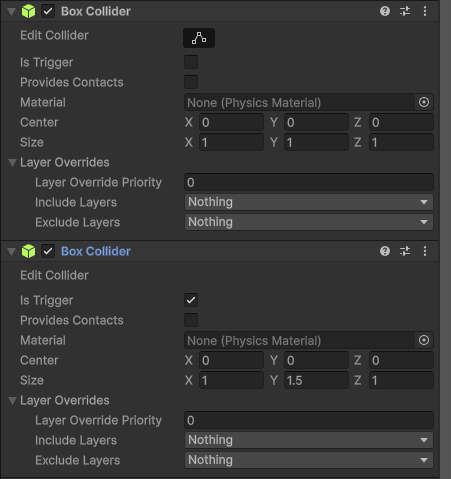 Box Collider
Edit Collider
Is Trigger
Provides Contacts
Material None (Physics Material)
Center X 0 Y 0 Z 0
Size X 1 Y 1 Z 1
Layer Overrides
Layer Override Priority 0
Include Layers Nothing
Exclude Layers Nothing
Box Collider
Edit Collider
Is Trigger
Provides Contacts
Material None (Physics Material)
Center X 0 Y 0 Z 0
Size X 1 Y 1.5 Z 1
Layer Overrides
Layer Override Priority 0
Include Layers Nothing
Exclude Layers Nothing